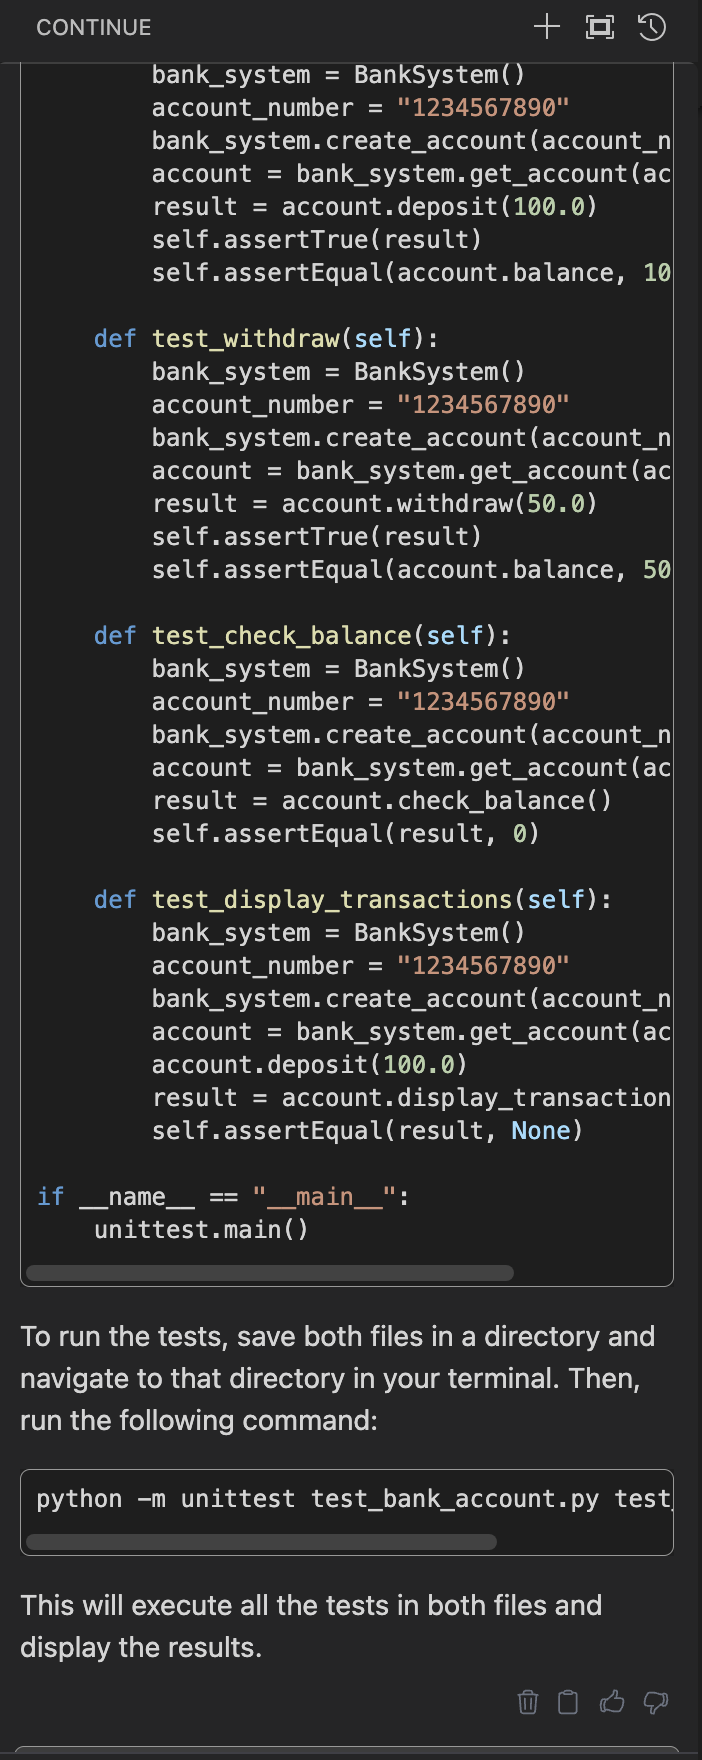 CONTINUE
bank_system = BankSystem()
account_number = "1234567890"
bank_system.create_account(account_n
account = bank_system.get_account(ac
result = account.deposit(100.0)
self.assertTrue(result)
self.assertEqual(account.balance, 10
def test_withdraw(self):
bank_system = BankSystem()
account_number = "1234567890"
bank_system.create_account(account_n
account = bank_system.get_account(ac
result = account.withdraw(50.0)
self.assertTrue(result)
self.assertEqual(account.balance, 50
def test_check_balance(self):
bank_system = BankSystem()
account_number = "1234567890"
bank_system.create_account(account_n
account = bank_system.get_account(ac
result = account.check_balance()
self.assertEqual(result, 0)
def test_display_transactions(self):
bank_system = BankSystem()
account_number = "1234567890"
bank_system.create_account(account_n
account = bank_system.get_account(ac
account.deposit(100.0)
result = account.display_transaction
self.assertEqual(result, None)
if __name__ == "__main__":
unittest.main()
To run the tests, save both files in a directory and
navigate to that directory in your terminal. Then,
run the following command:
python -m unittest test_bank_account.py test_
This will execute all the tests in both files and
display the results.